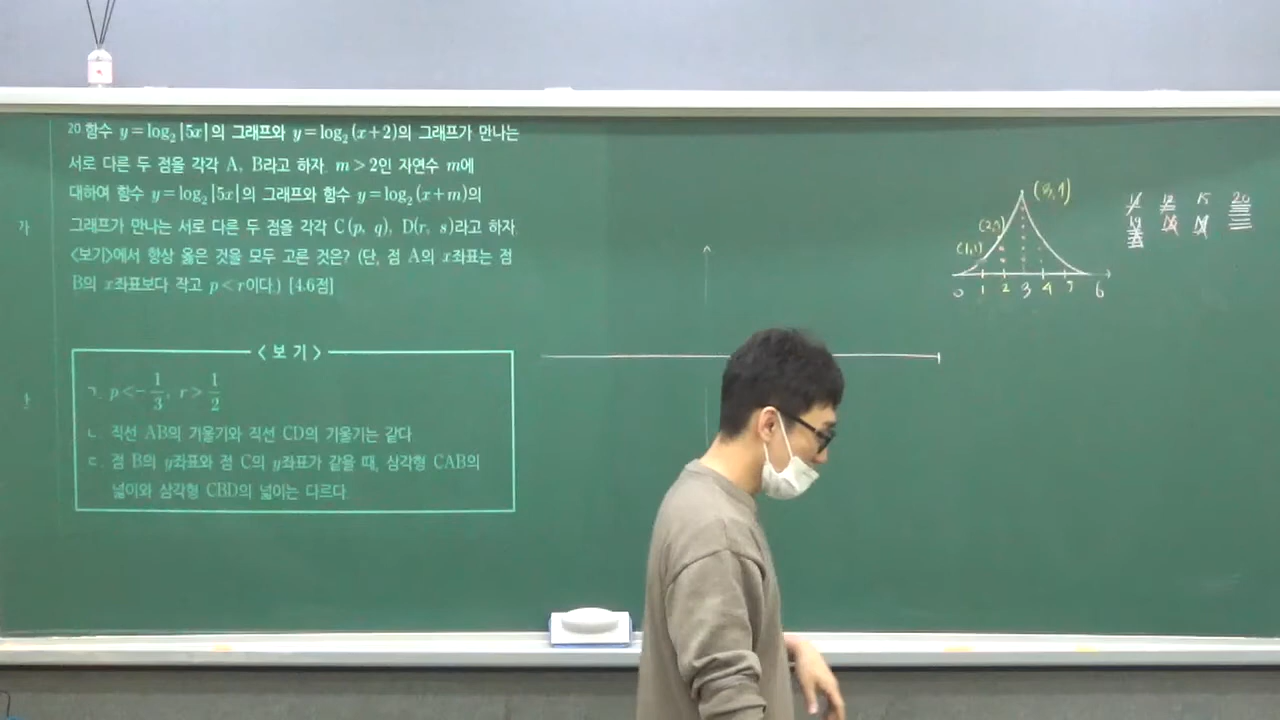 20 함수 y=log₂|5x|의 그래프와 y=log₂(x+2)의 그래프가 만나는
서로 다른 두 점을 각각 A, B라고 하자. m>2인 자연수 m에
대하여 함수 y=log₂|5x|의 그래프와 함수 y=log₂(x+m)의
그래프가 만나는 서로 다른 두 점을 각각 C(p, q), D(r, s)라고 하자
<보기>에서 항상 옳은 것을 모두 고른 것은? (단, 점 A의 x좌표는 점
B의 x좌표보다 작고 p<r이다.) [4.6점]
<보 기>
ㄱ. p<-1/3, r>1/2
ㄴ. 직선 AB의 기울기와 직선 CD의 기울기는 같다
ㄷ. 점 B의 y좌표와 점 C의 y좌표가 같을 때, 삼각형 CAB의
넓이와 삼각형 CBD의 넓이는 다르다.
가
0 1 2 3 4 5 6
15 20